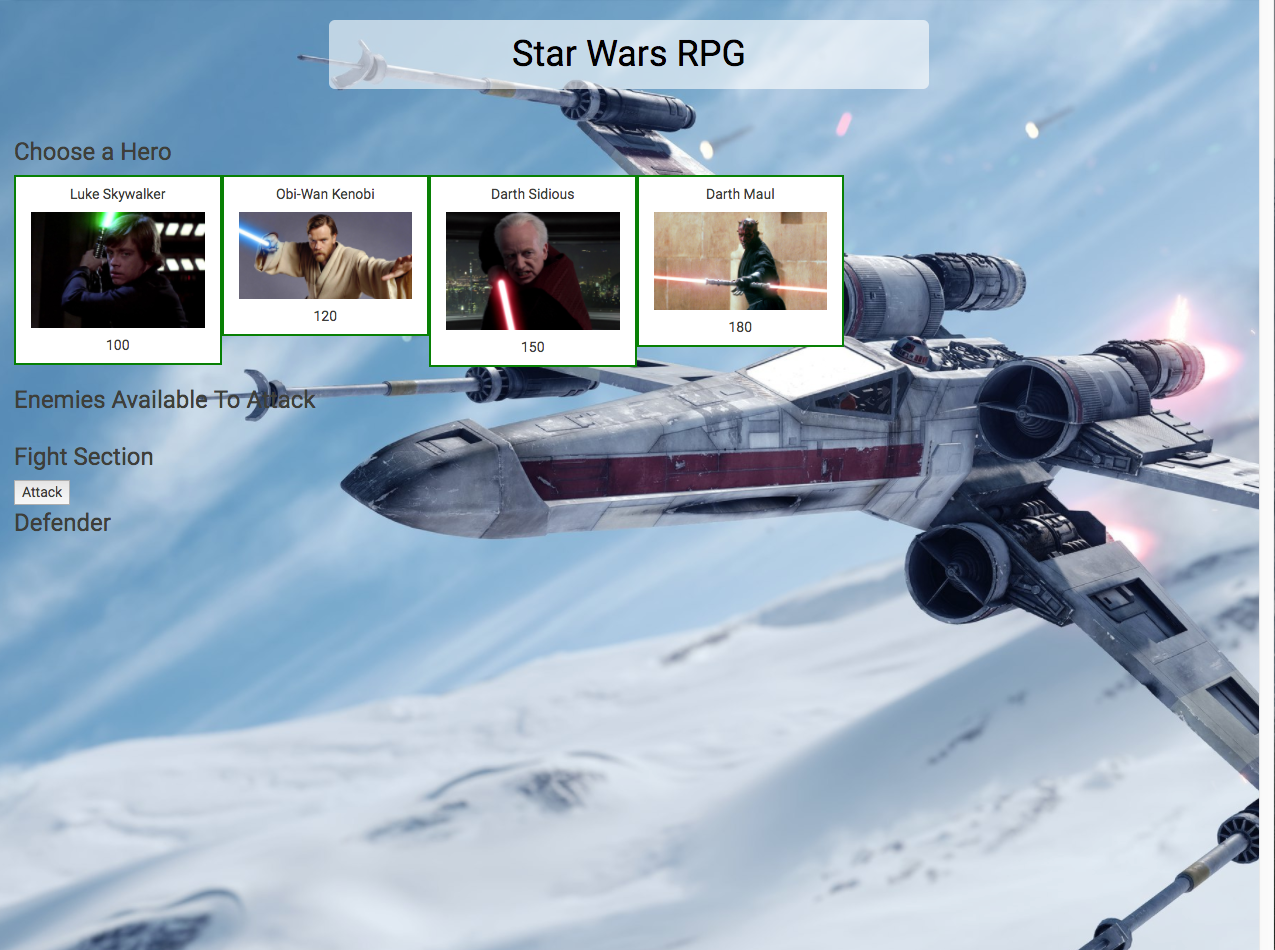 Star Wars RPG
Choose a Hero
Luke Skywalker
100
Obi-Wan Kenobi
120
Darth Sidious
150
Darth Maul
180
Enemies Available To Attack
Fight Section
Attack
Defender